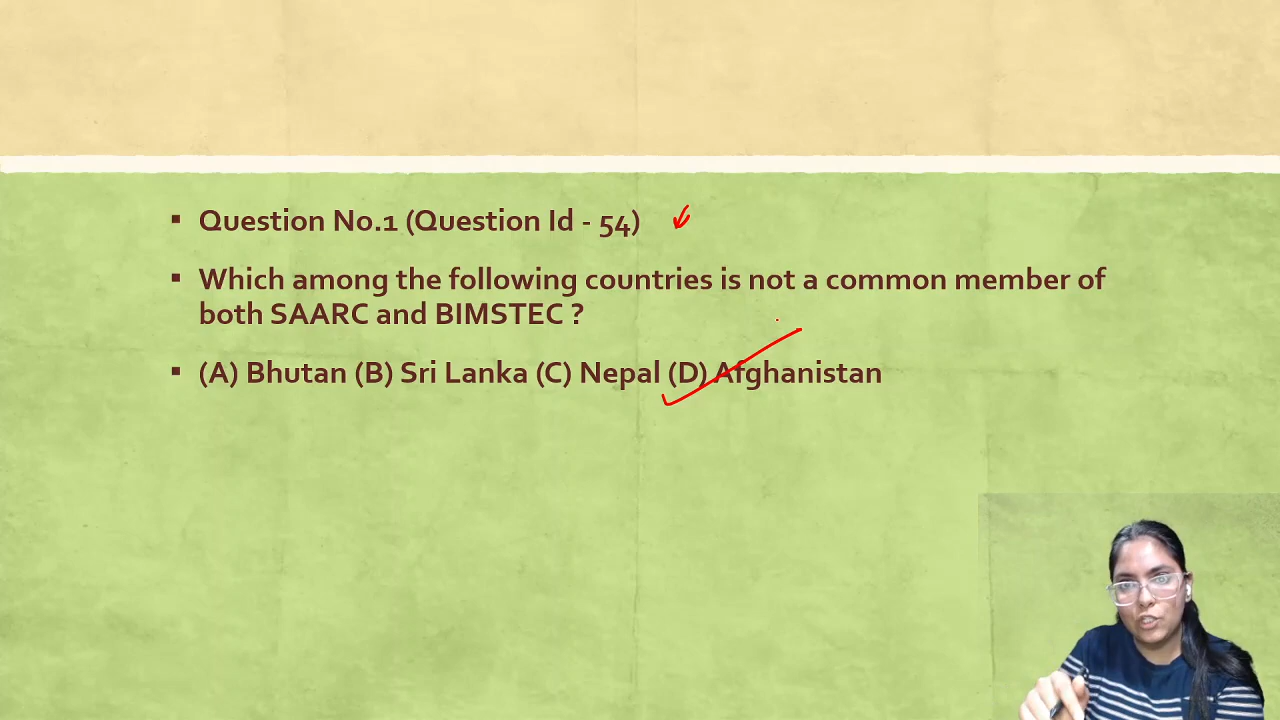 ▪ Question No.1 (Question Id - 54)
▪ Which among the following countries is not a common member of
both SAARC and BIMSTEC ?
▪ (A) Bhutan (B) Sri Lanka (C) Nepal (D) Afghanistan